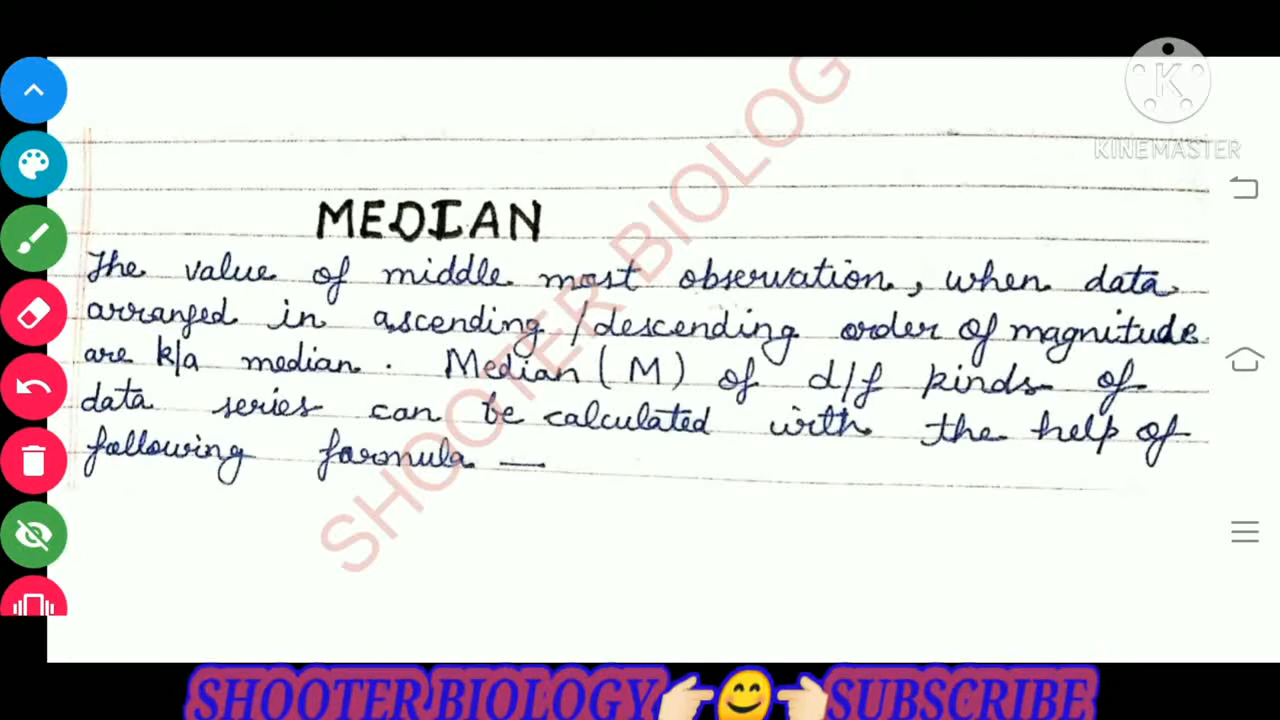 KINEMASTER
SHOOTER BIOLOG
MEDIAN
The value of middle most observation, when data
arranged in ascending /descending order of magnitude
are k/a median. Median (M) of d/f kinds of
data series can be calculated with the help of
following formula —
SHOOTER BIOLOGY SUBSCRIBE